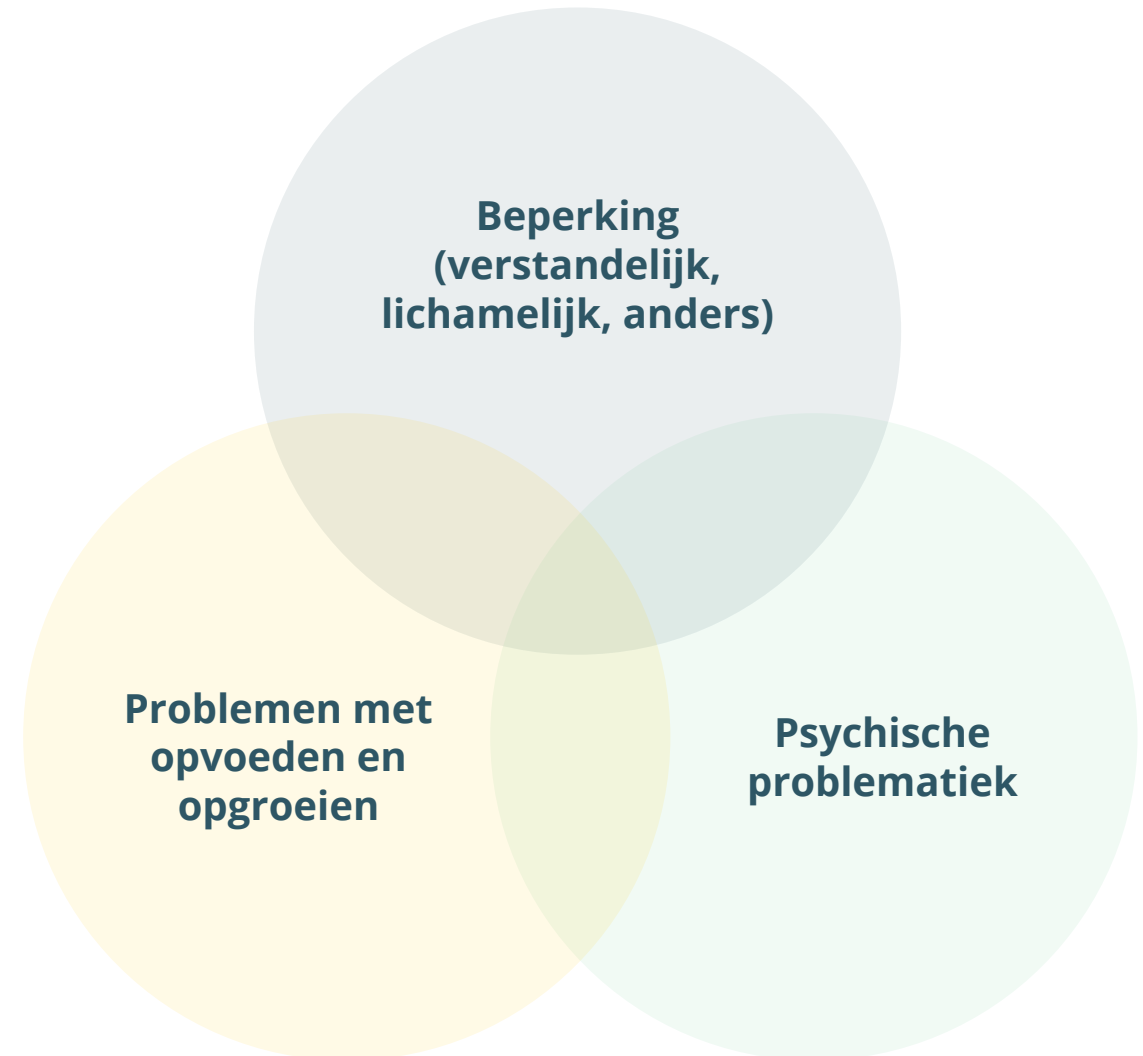 Beperking
(verstandelijk,
lichamelijk, anders)
Problemen met
opvoeden en
opgroeien
Psychische
problematiek